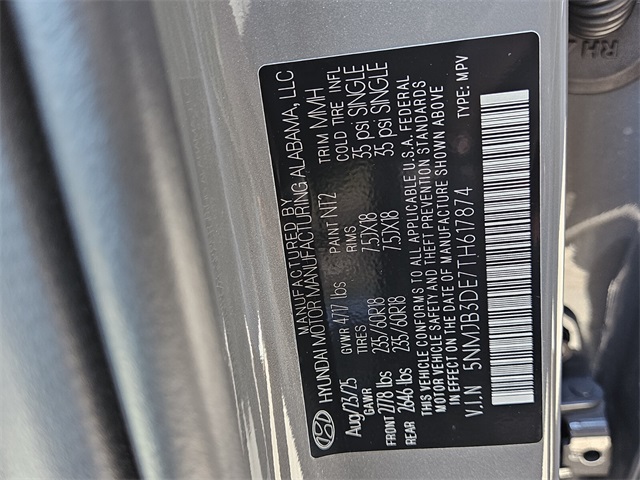 MANUFACTURED BY
HYUNDAI MOTOR MANUFACTURING ALABAMA, LLC
Aug/23/25 GVWR 4717 lbs PAINT NT2 TRIM MMH
GAWR TIRES RIMS COLD TIRE INFL
FRONT 2778 lbs 235/60R18 7.5JX18 35 psi SINGLE
REAR 2646 lbs 235/60R18 7.5JX18 35 psi SINGLE
THIS VEHICLE CONFORMS TO ALL APPLICABLE U.S.A. FEDERAL
MOTOR VEHICLE SAFETY AND THEFT PREVENTION STANDARDS
IN EFFECT ON THE DATE OF MANUFACTURE SHOWN ABOVE
V.I.N 5NMJB3DE7TH617874 TYPE: MPV
RH